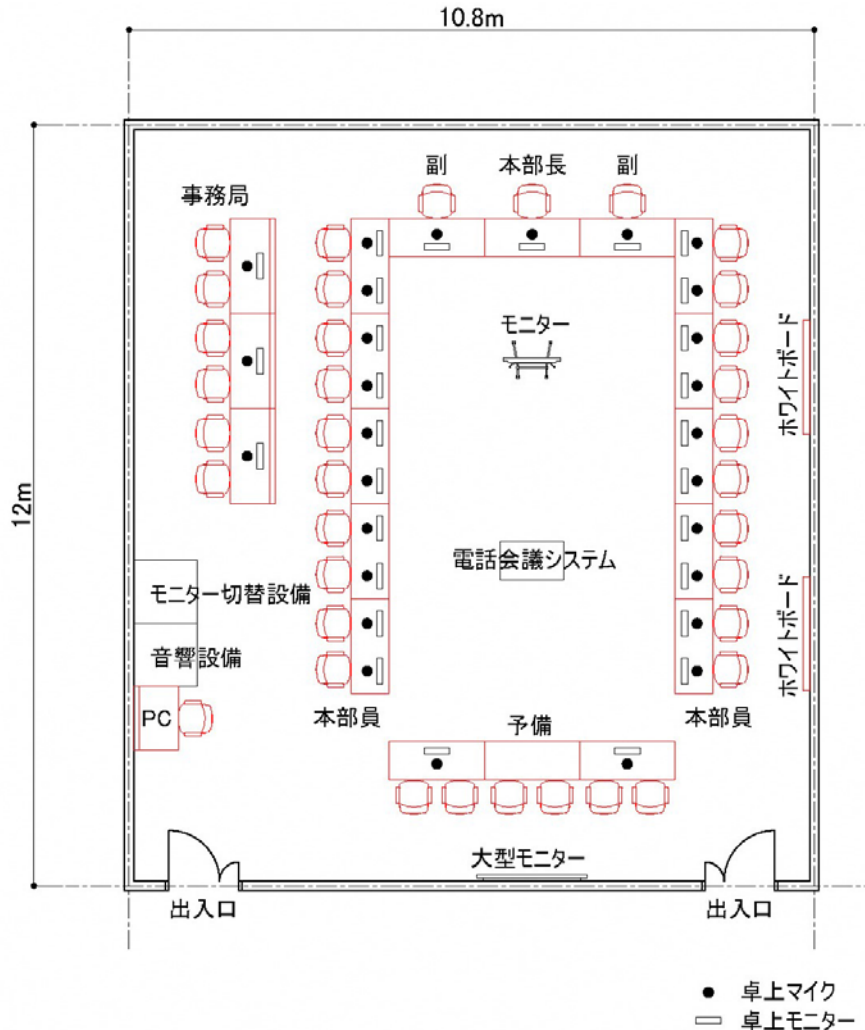 10.8m
12m
副
本部長
副
事務局
モニター
ホワイトボード
電話会議システム
モニター切替設備
ホワイトボード
音響設備
PC
本部員
予備
本部員
大型モニター
出入口
出入口
卓上マイク
卓上モニター